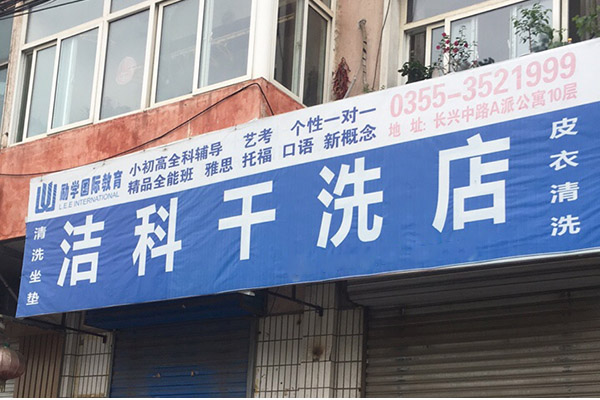 励学国际教育
L.E.E INTERNATIONAL
小初高全科辅导 艺考 个性一对一
精品全能班 雅思 托福 口语 新概念
0355-3521999
地 址: 长兴中路A派公寓10层
清洗坐垫
洁科干洗店
皮衣清洗